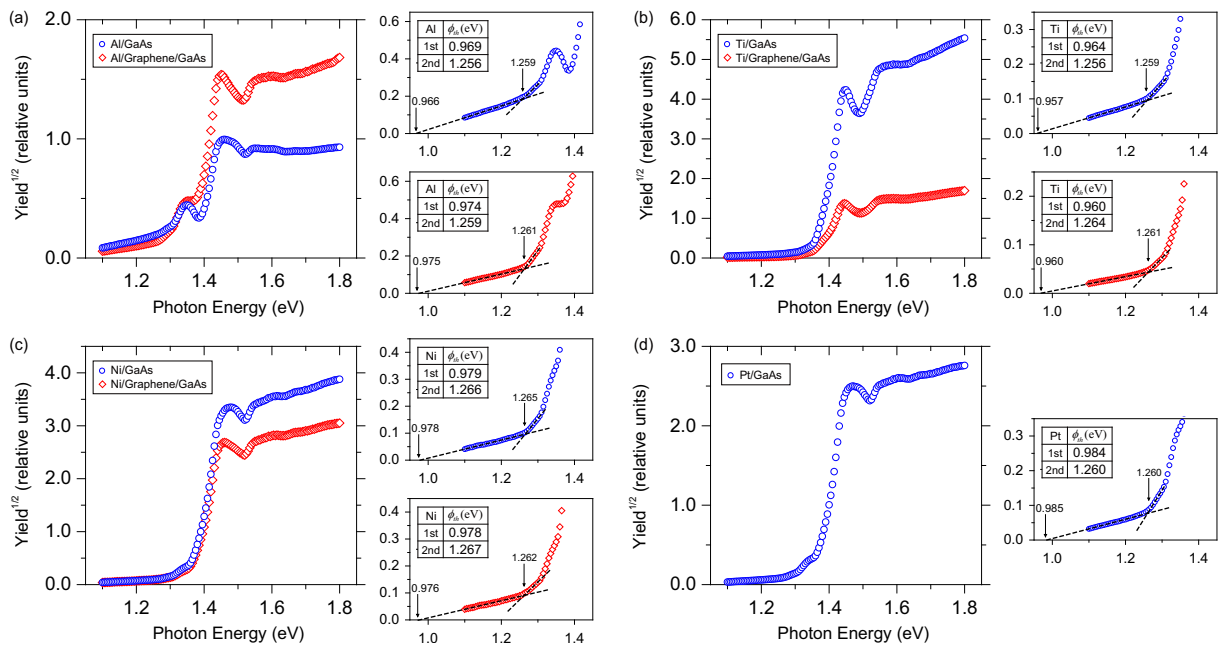 (a)
Al/GaAs
Al/Graphene/GaAs
Yield1/2 (relative units)
2.0
1.0
0.0
1.2
1.4
1.6
1.8
Photon Energy (eV)
Al ϕth(eV)
1st 0.969
2nd 1.256
1.259
0.966
0.6
0.4
0.2
0.0
1.0
1.2
1.4
Al ϕth(eV)
1st 0.974
2nd 1.259
1.261
0.975
0.6
0.4
0.2
0.0
1.0
1.2
1.4
(b)
Ti/GaAs
Ti/Graphene/GaAs
Yield1/2 (relative units)
6.0
5.0
4.0
3.0
2.0
1.0
0.0
1.2
1.4
1.6
1.8
Photon Energy (eV)
Ti ϕth(eV)
1st 0.964
2nd 1.256
1.259
0.957
0.3
0.2
0.1
0.0
1.0
1.2
1.4
Ti ϕth(eV)
1st 0.960
2nd 1.264
1.261
0.960
0.2
0.1
0.0
1.0
1.2
1.4
(c)
Ni/GaAs
Ni/Graphene/GaAs
Yield1/2 (relative units)
4.0
3.0
2.0
1.0
0.0
1.2
1.4
1.6
1.8
Photon Energy (eV)
Ni ϕth(eV)
1st 0.979
2nd 1.266
1.265
0.978
0.4
0.3
0.2
0.1
0.0
1.0
1.2
1.4
Ni ϕth(eV)
1st 0.978
2nd 1.267
1.262
0.976
0.4
0.2
0.0
1.0
1.2
1.4
(d)
Pt/GaAs
Yield1/2 (relative units)
3.0
2.0
1.0
0.0
1.2
1.4
1.6
1.8
Photon Energy (eV)
Pt ϕth(eV)
1st 0.984
2nd 1.260
1.260
0.985
0.3
0.2
0.1
0.0
1.0
1.2
1.4